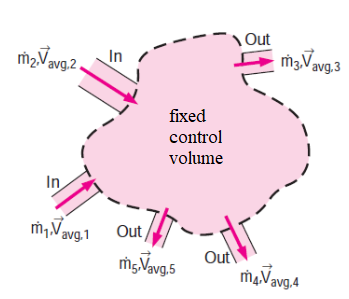 Out
In
ṁ₂,V⃗avg,2
ṁ₃,V⃗avg,3
fixed
control
volume
In
ṁ₁,V⃗avg,1
Out
Out
ṁ₅,V⃗avg,5
ṁ₄,V⃗avg,4